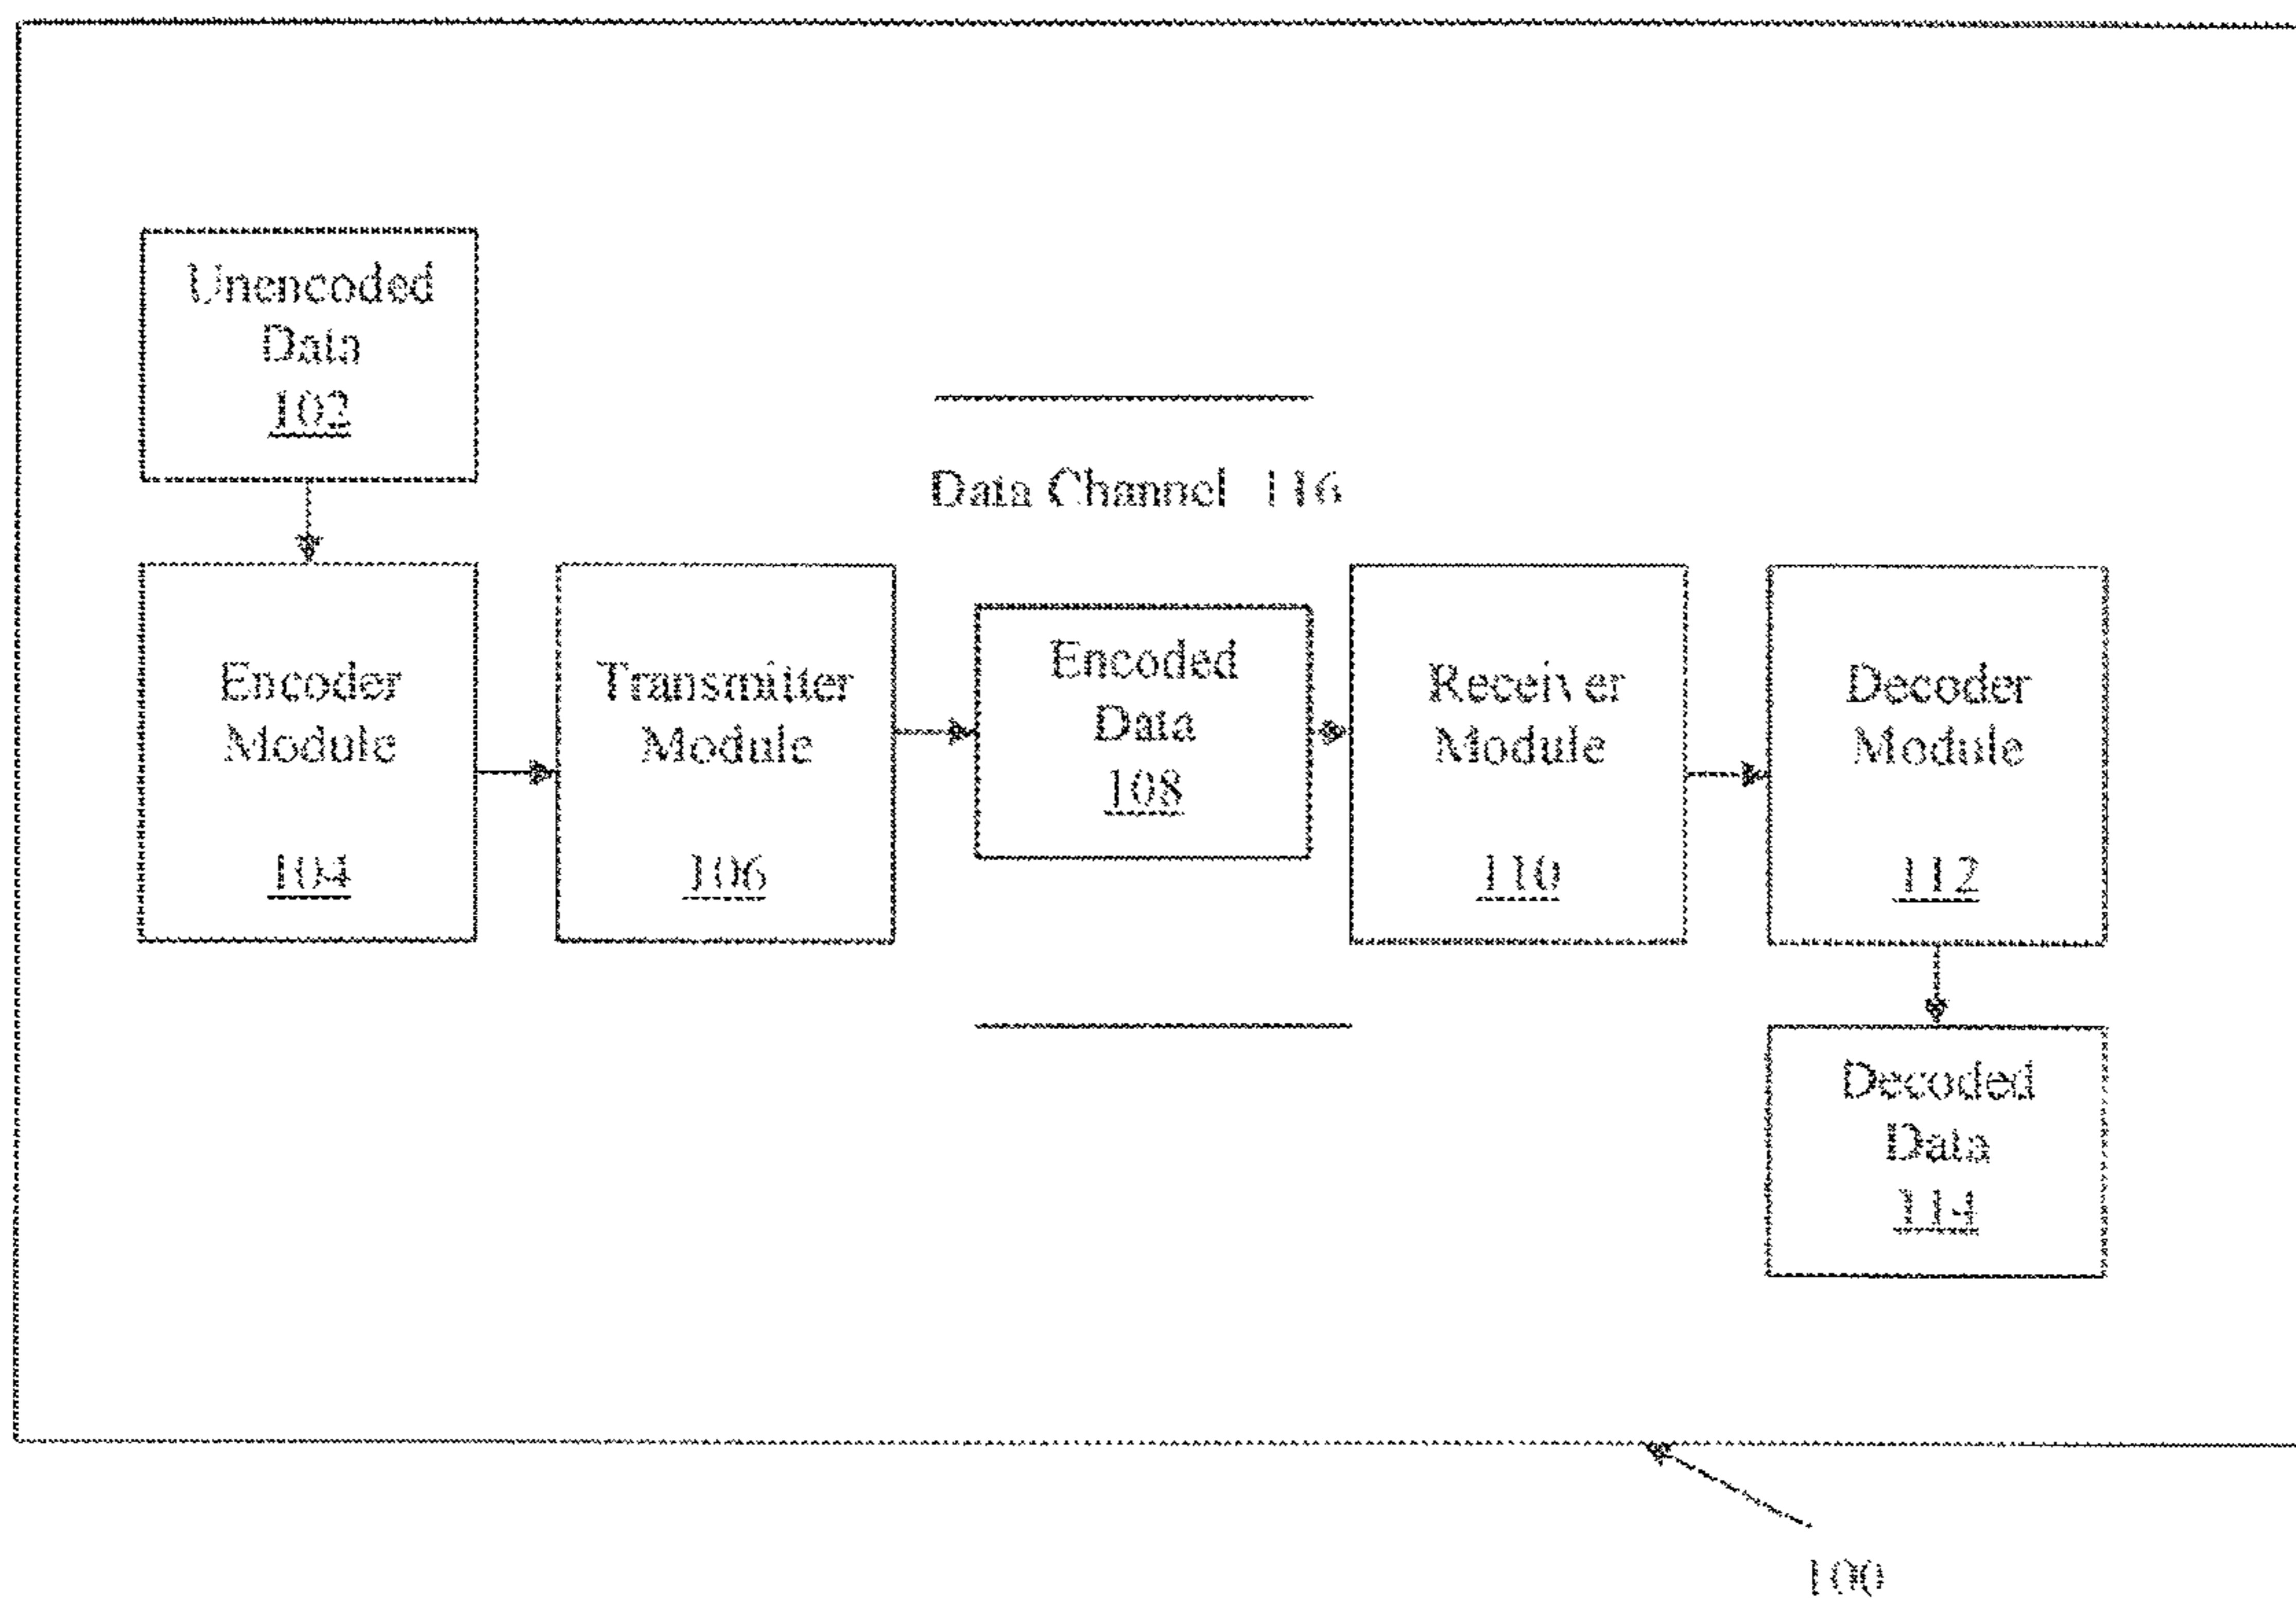 Unencoded
Data
102
Data Channel 116
Encoder
Module
104
Transmitter
Module
106
Encoded
Data
108
Receiver
Module
110
Decoder
Module
112
Decoded
Data
114
100